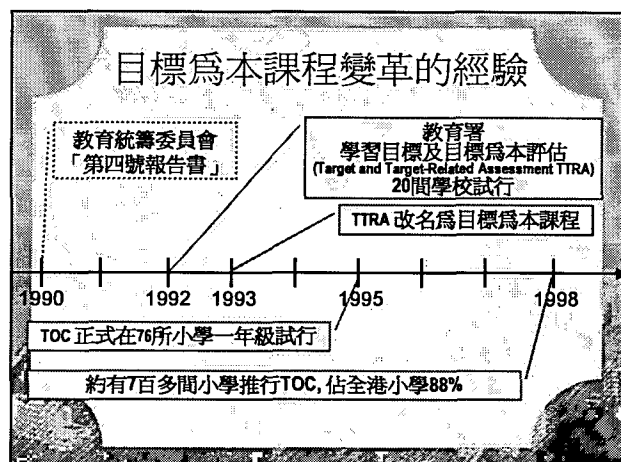 目標爲本課程變革的經驗
教育統籌委員會
「第四號報告書」
教育署
學習目標及目標爲本評估
(Target and Target-Related Assessment TTRA)
20間學校試行
TTRA 改名爲目標爲本課程
1990
1992
1993
1995
1998
TOC 正式在76所小學一年級試行
約有7百多間小學推行TOC, 佔全港小學88%